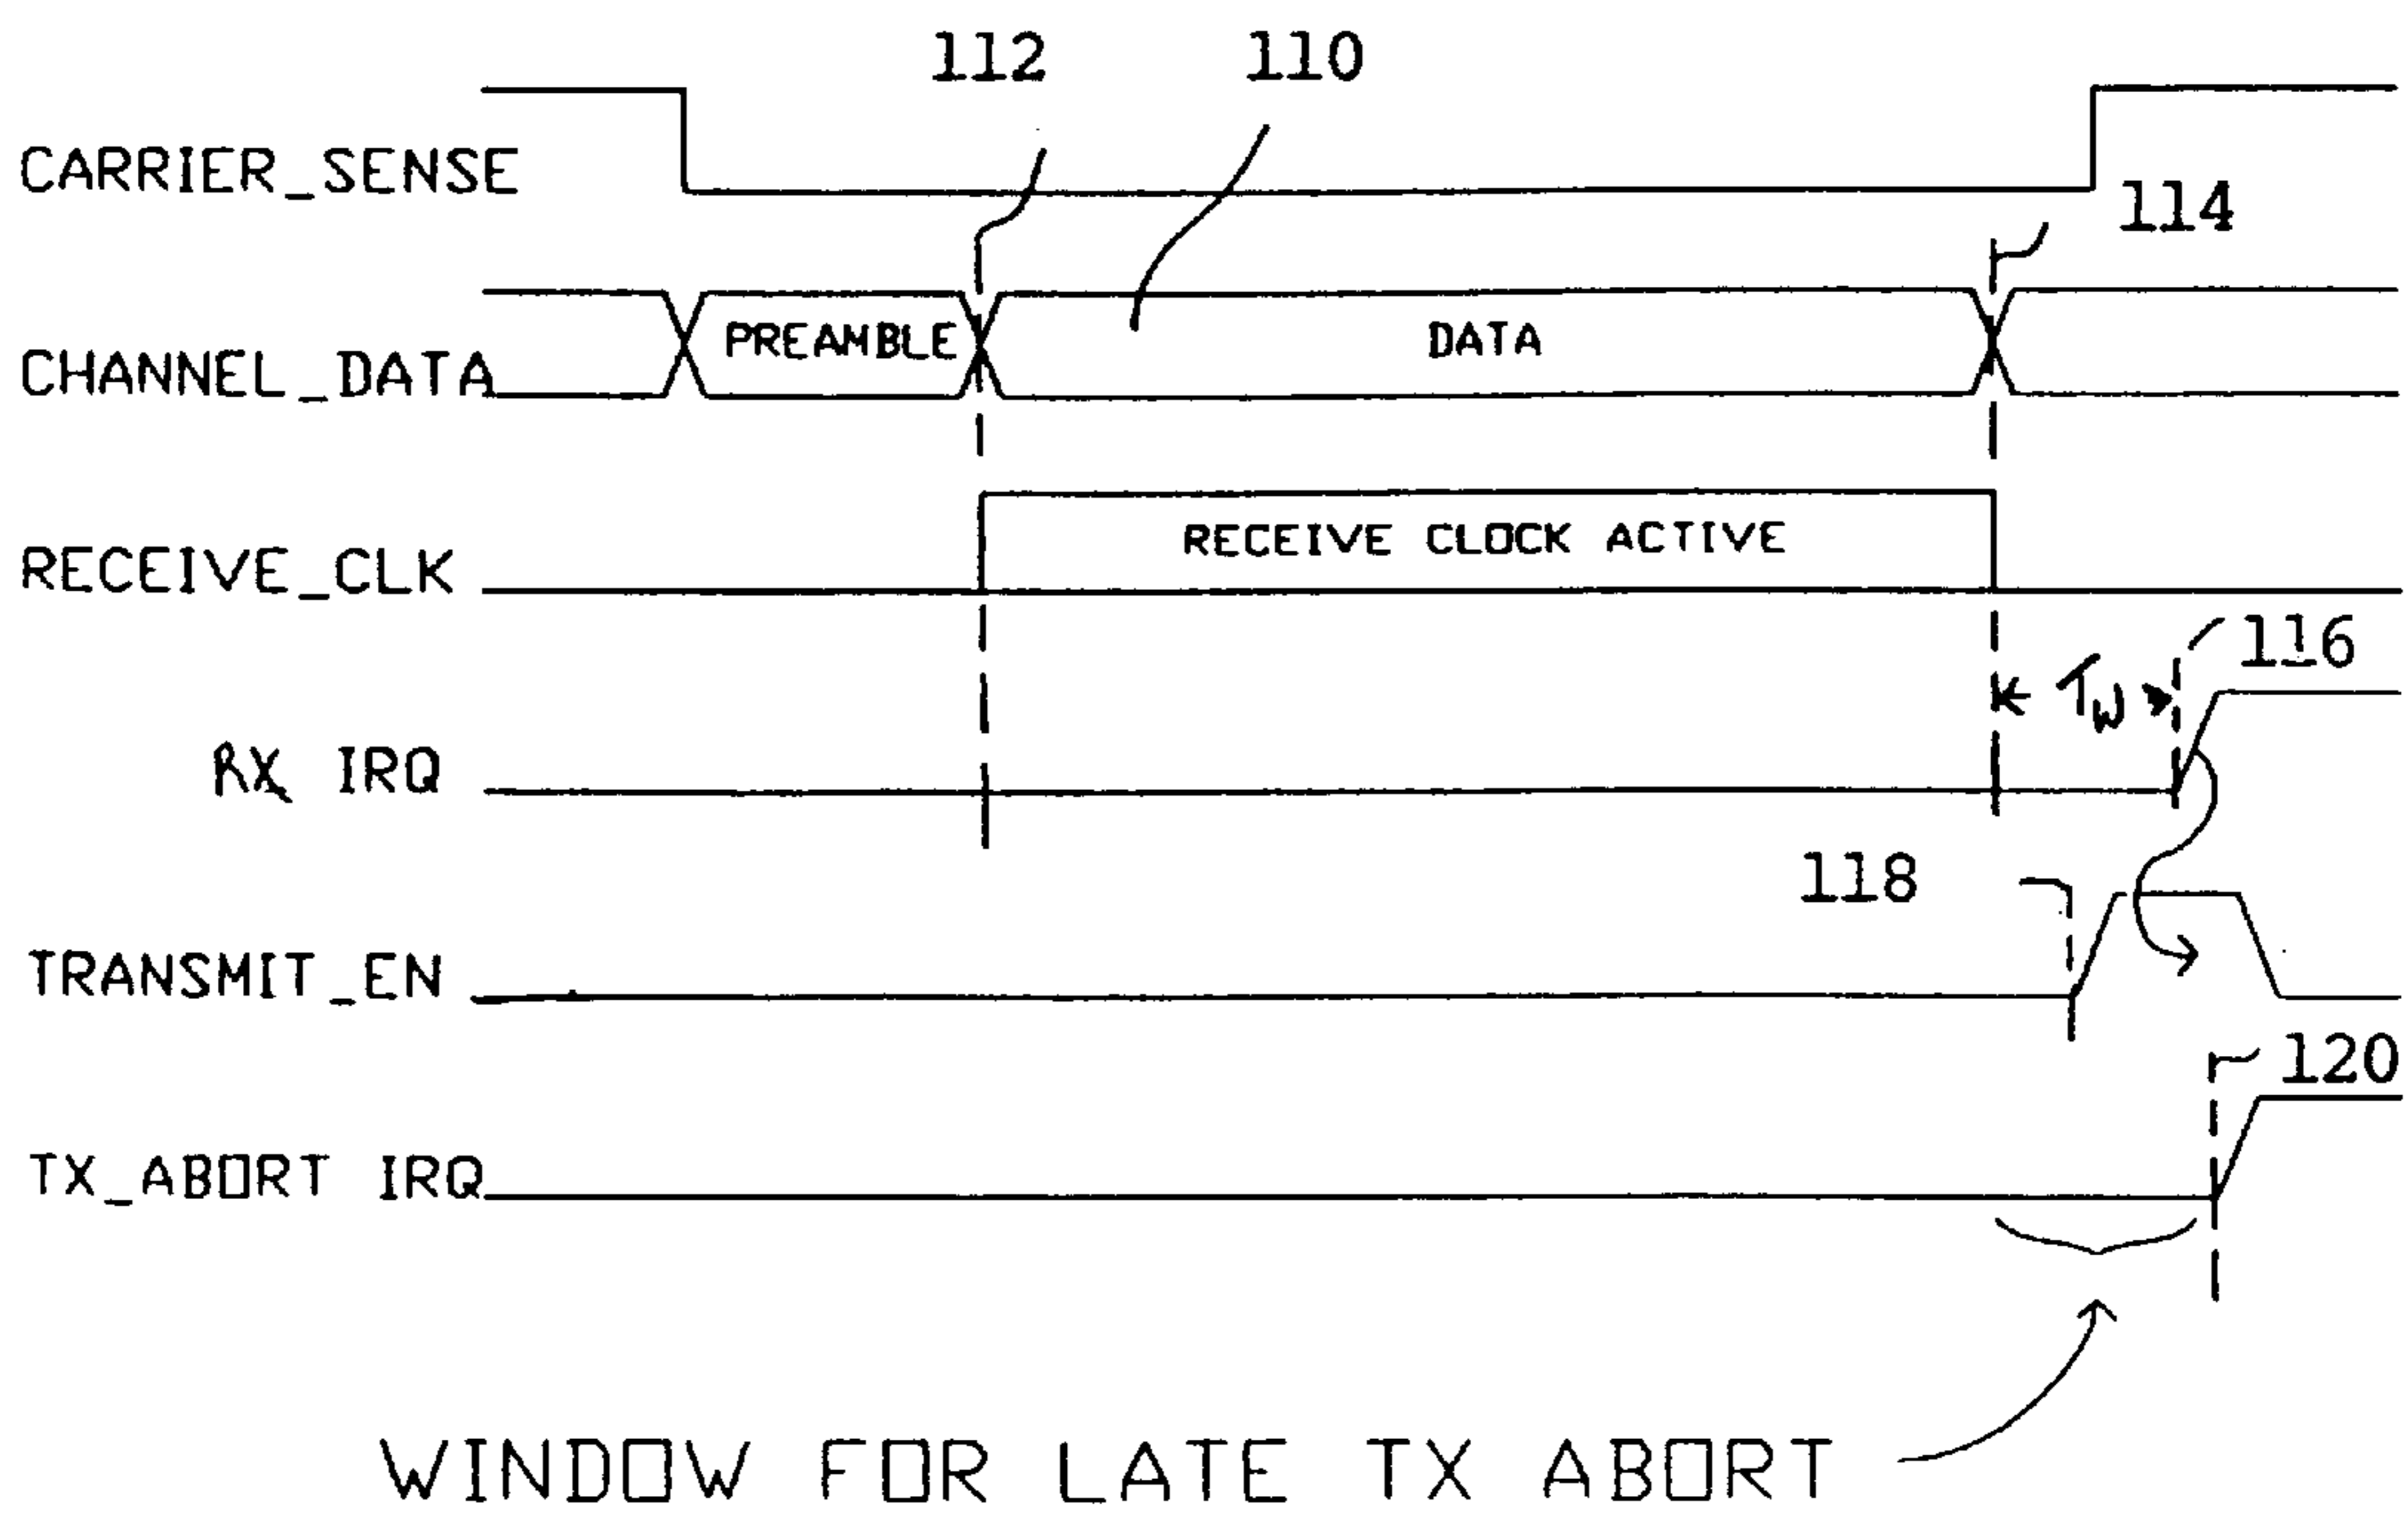 112 110
CARRIER_SENSE
114
PREAMBLE DATA
CHANNEL_DATA
RECEIVE CLOCK ACTIVE
RECEIVE_CLK
116
TW
RX IRQ
118
TRANSMIT_EN
120
TX_ABORT IRQ
WINDOW FOR LATE TX ABORT